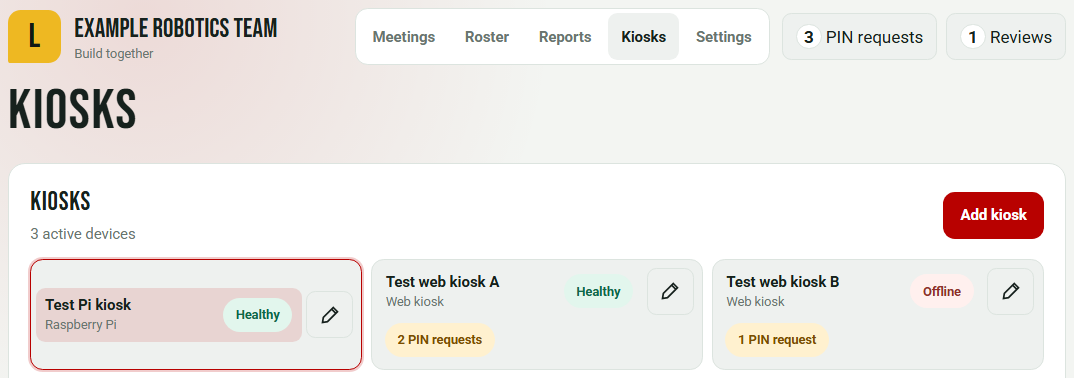 L
EXAMPLE ROBOTICS TEAM
Build together
Meetings Roster Reports Kiosks Settings
3 PIN requests
1 Reviews
KIOSKS
KIOSKS
3 active devices
Add kiosk
Test Pi kiosk
Raspberry Pi
Healthy
Test web kiosk A
Web kiosk
Healthy
2 PIN requests
Test web kiosk B
Web kiosk
Offline
1 PIN request